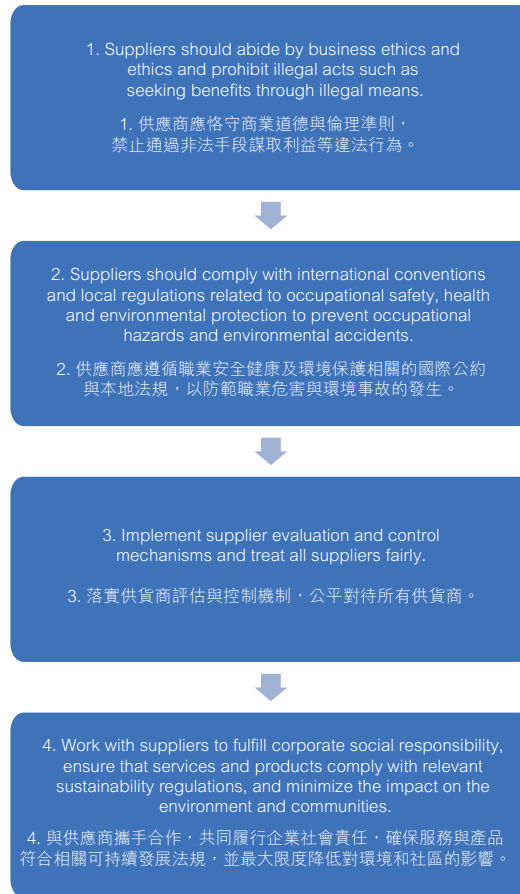 1. Suppliers should abide by business ethics and
ethics and prohibit illegal acts such as
seeking benefits through illegal means.
1. 供應商應恪守商業道德與倫理準則，
禁止通過非法手段謀取利益等違法行為。
2. Suppliers should comply with international conventions
and local regulations related to occupational safety, health
and environmental protection to prevent occupational
hazards and environmental accidents.
2. 供應商應遵循職業安全健康及環境保護相關的國際公約
與本地法規，以防範職業危害與環境事故的發生。
3. Implement supplier evaluation and control
mechanisms and treat all suppliers fairly.
3. 落實供貨商評估與控制機制，公平對待所有供貨商。
4. Work with suppliers to fulfill corporate social responsibility,
ensure that services and products comply with relevant
sustainability regulations, and minimize the impact on the
environment and communities.
4. 與供應商攜手合作，共同履行企業社會責任，確保服務與產品
符合相關可持續發展法規，並最大限度降低對環境和社區的影響。